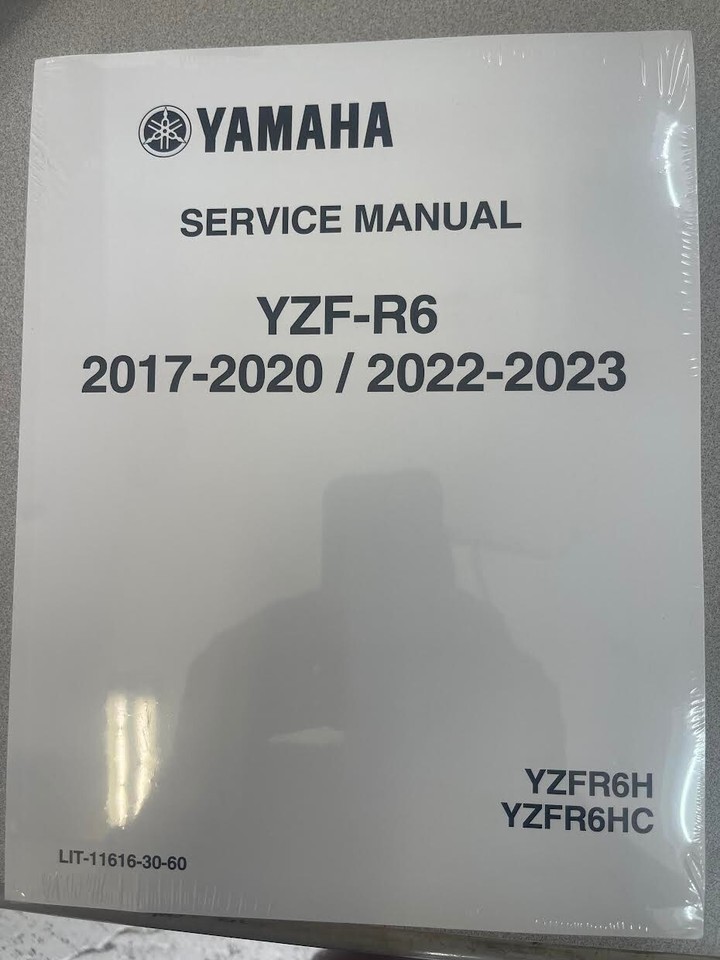 YAMAHA
SERVICE MANUAL
YZF-R6
2017-2020 / 2022-2023
YZFR6H
YZFR6HC
LIT-11616-30-60